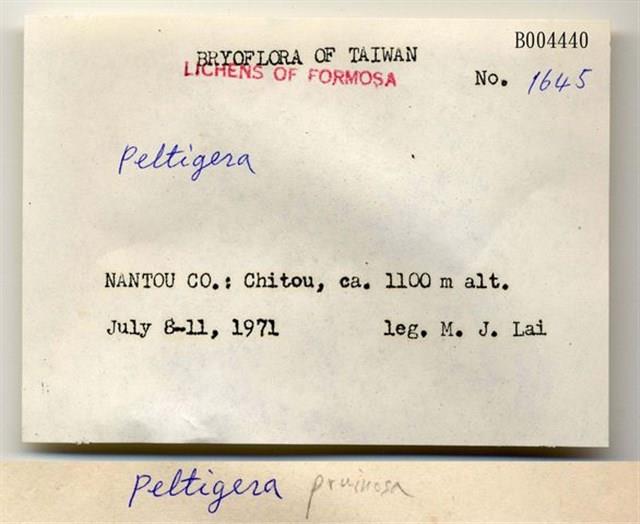 B004440
BRYOFLORA OF TAIWAN
LICHENS OF FORMOSA
No. 1645
Peltigera
NANTOU CO.: Chitou, ca. 1100 m alt.
July 8-11, 1971 leg. M. J. Lai
Peltigera pruinosa